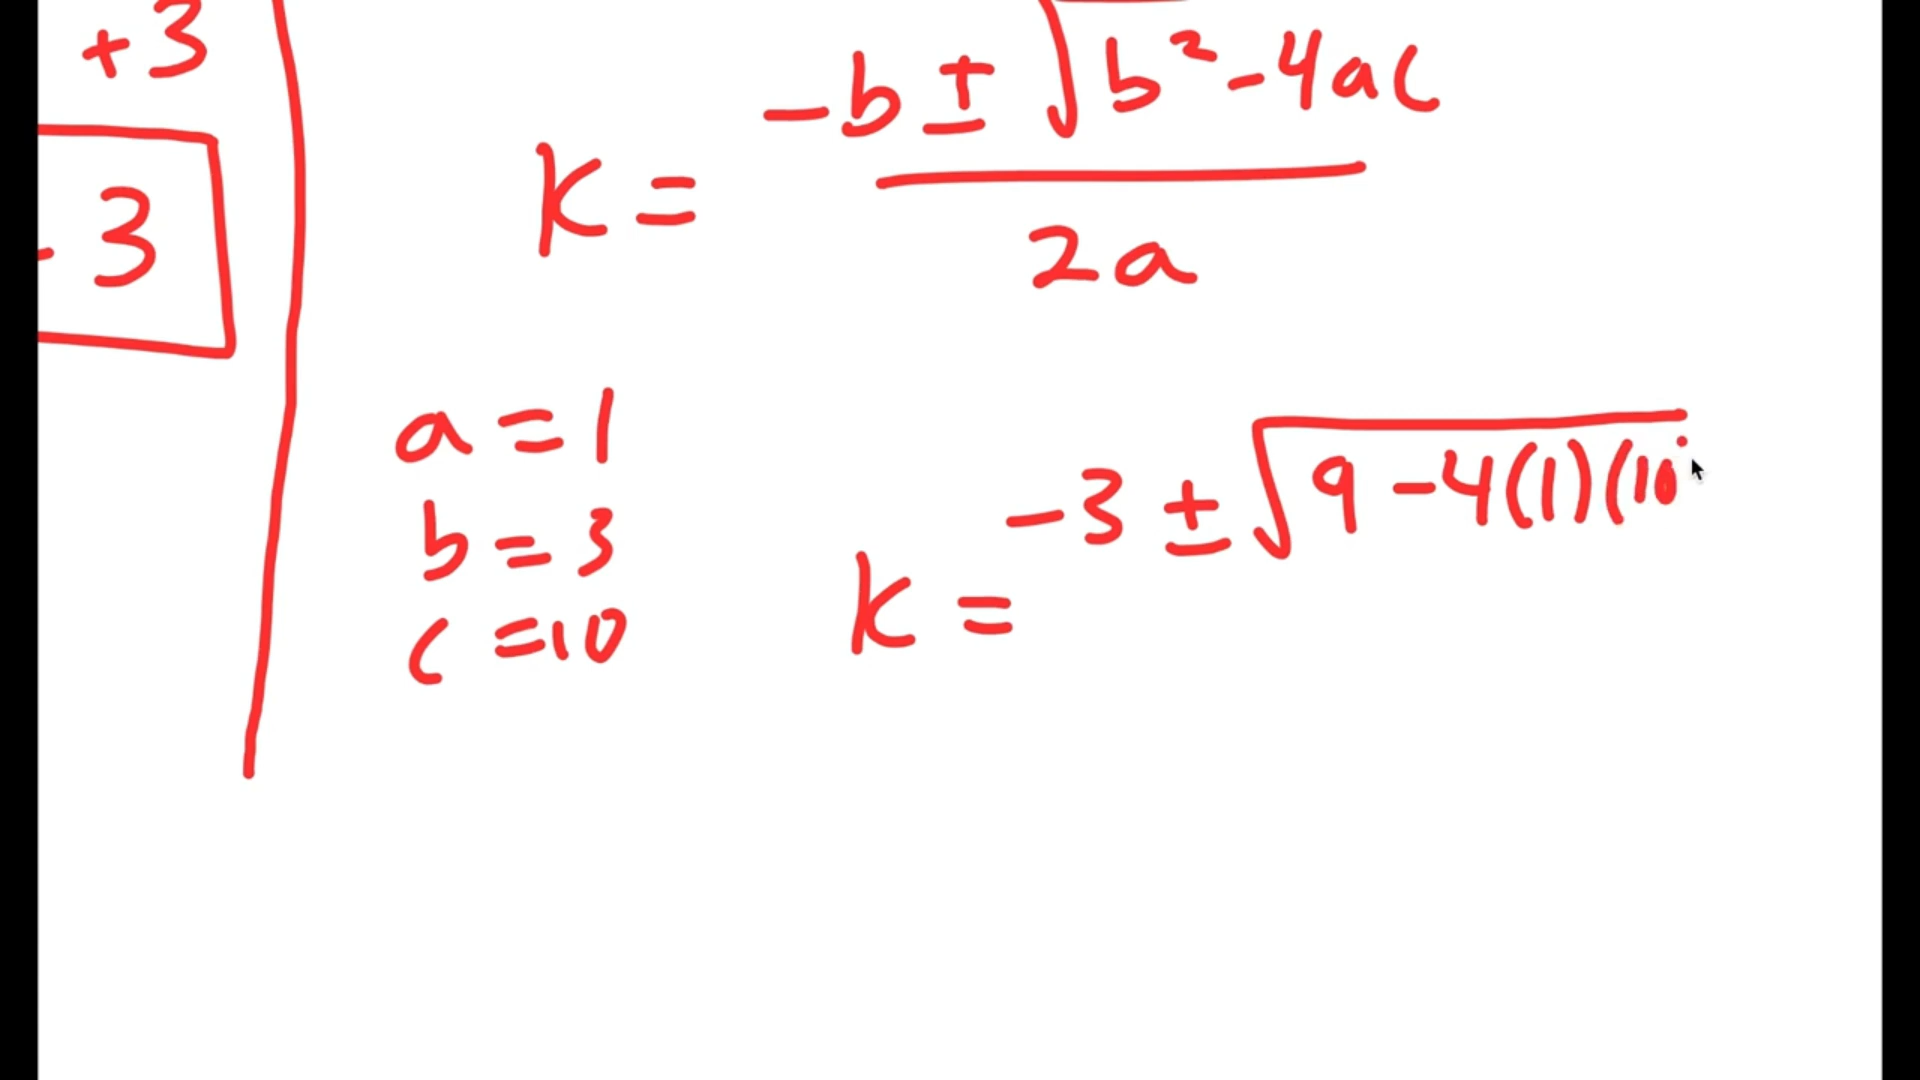 +3
- 3
k = -b ± √b² - 4ac
2a
a = 1
b = 3
c = 10
k = -3 ± √9 - 4(1)(10